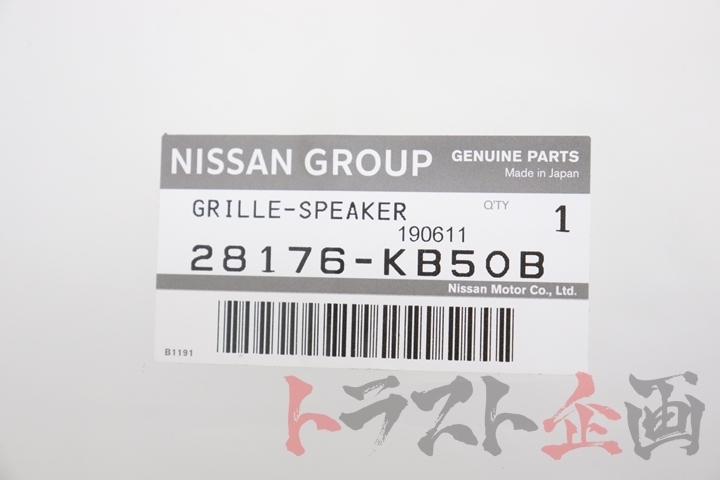 NISSAN GROUP GENUINE PARTS
Made in Japan
GRILLE-SPEAKER Q'TY 1
190611
28176-KB50B
Nissan Motor Co., Ltd.
B1191
トラスト企画